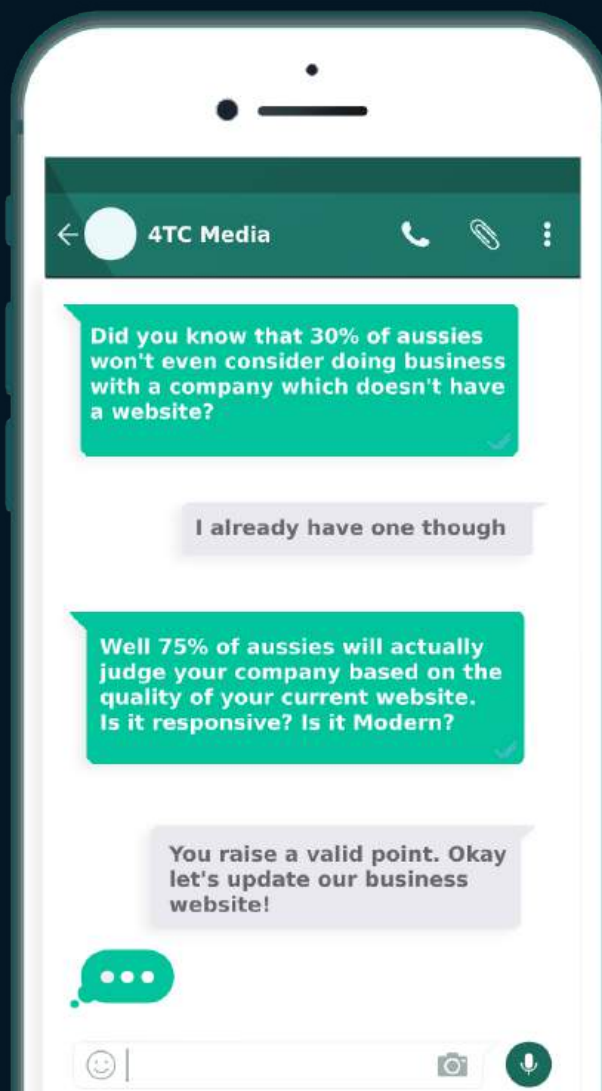 4TC Media
Did you know that 30% of aussies
won't even consider doing business
with a company which doesn't have
a website?
I already have one though
Well 75% of aussies will actually
judge your company based on the
quality of your current website.
Is it responsive? Is it Modern?
You raise a valid point. Okay
let's update our business
website!